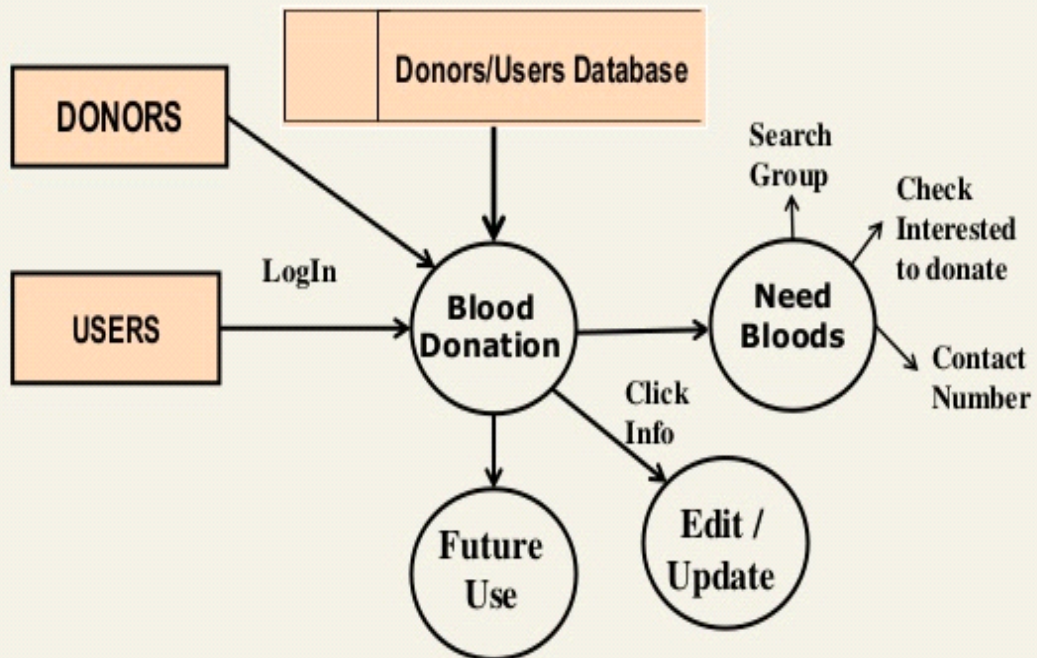 Donors/Users Database
DONORS
Search
Group
Check
Interested
to donate
LogIn
USERS
Blood
Donation
Need
Bloods
Contact
Number
Click
Info
Future
Use
Edit /
Update